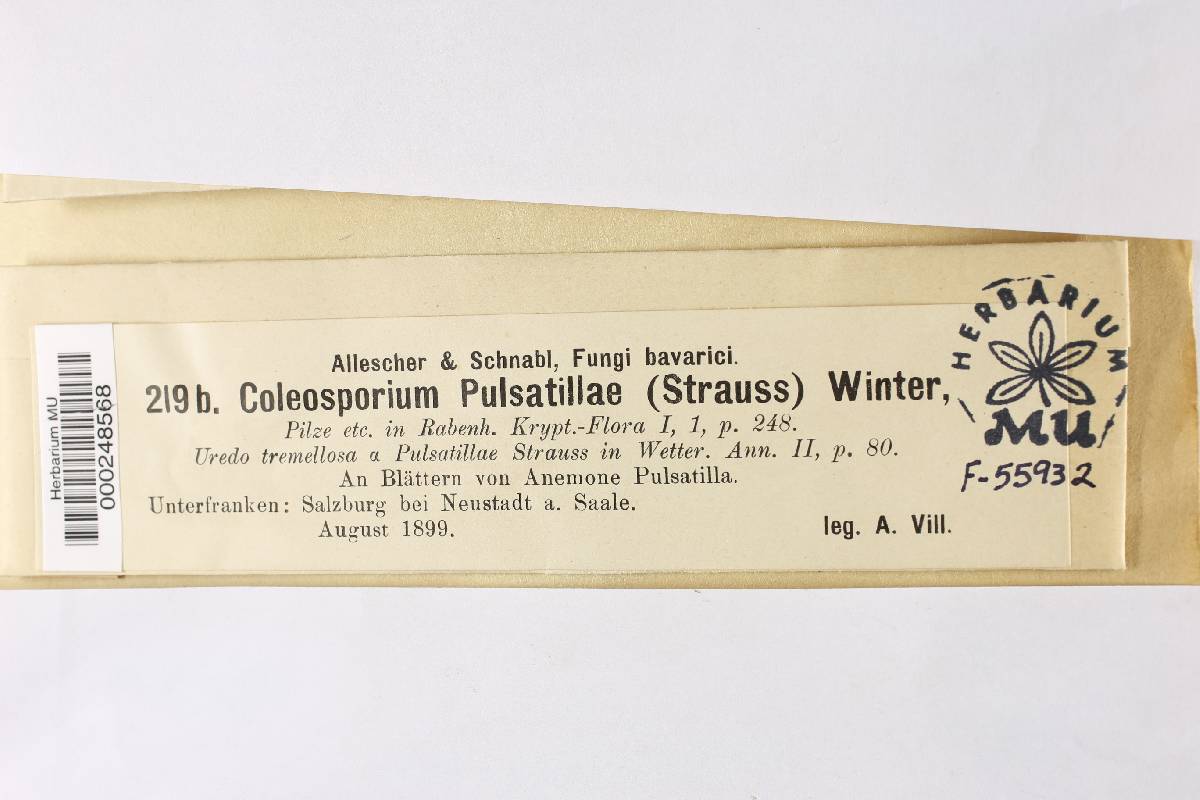 Allescher & Schnabl, Fungi bavarici.
219 b. Coleosporium Pulsatillae (Strauss) Winter,
Pilze etc. in Rabenh. Krypt.-Flora I, 1, p. 248.
Uredo tremellosa α Pulsatillae Strauss in Wetter. Ann. II, p. 80.
An Blättern von Anemone Pulsatilla.
Unterfranken: Salzburg bei Neustadt a. Saale.
August 1899.
leg. A. Vill.
Herbarium MU
000248568
HERBARIUM
MU
F-55932